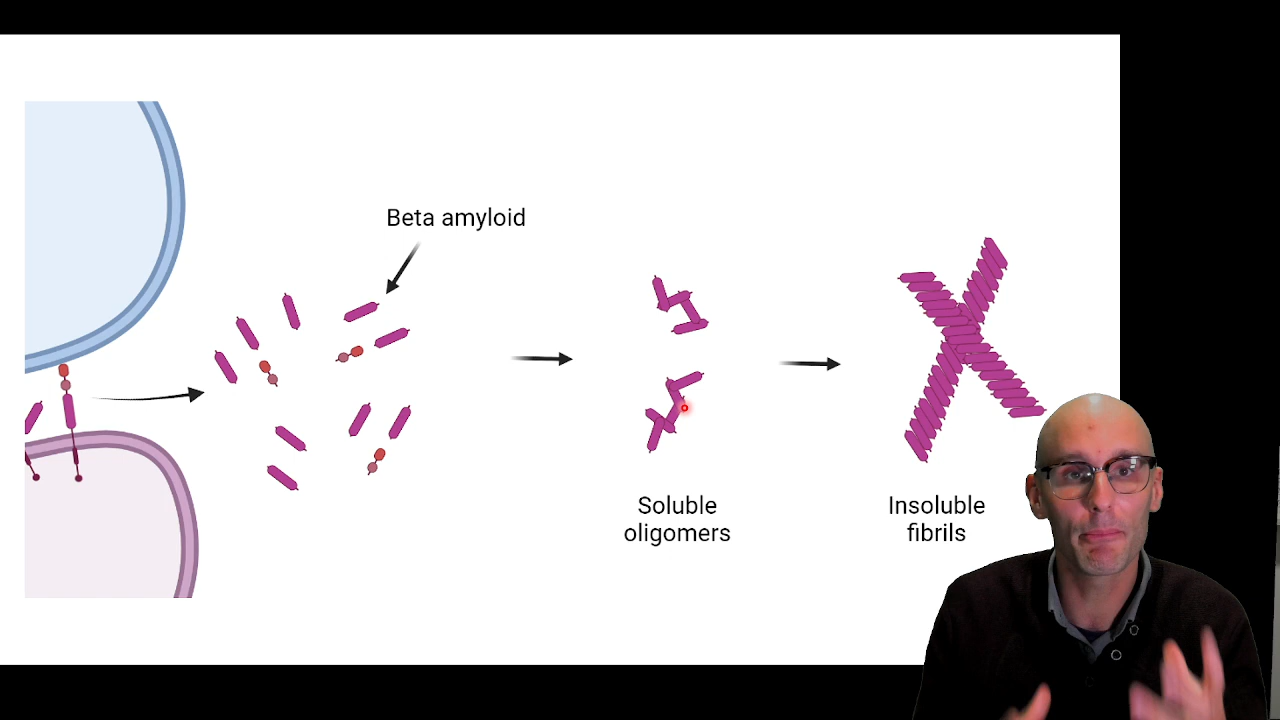 Beta amyloid
Soluble
oligomers
Insoluble
fibrils